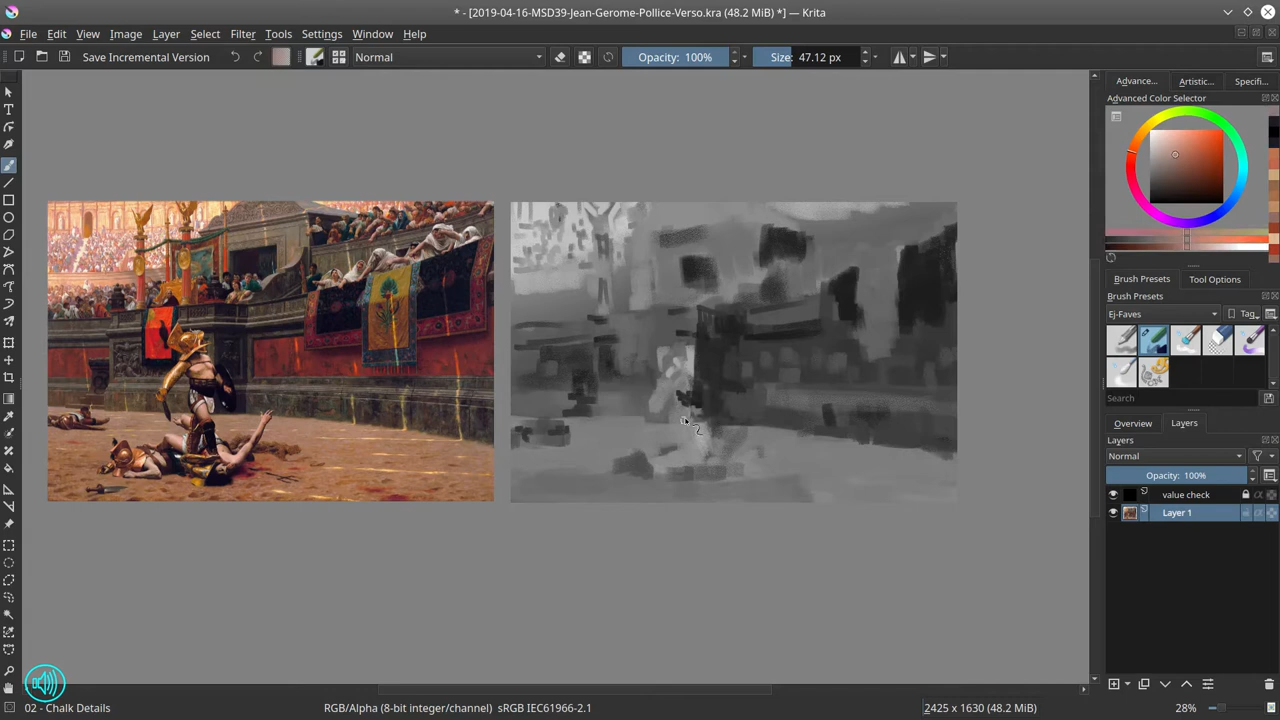 * - [2019-04-16-MSD39-Jean-Gerome-Pollice-Verso.kra (48.2 MiB) *] — Krita
File Edit View Image Layer Select Filter Tools Settings Window Help
Save Incremental Version Normal Opacity: 100% Size: 47.12 px
Advance... Artistic... Specifi...
Advanced Color Selector
Brush Presets Tool Options
Brush Presets
Ej-Faves Tag
Search
Overview Layers
Layers
Normal
Opacity: 100%
value check
Layer 1
02 - Chalk Details RGB/Alpha (8-bit integer/channel) sRGB IEC61966-2.1 2425 x 1630 (48.2 MiB) 28%